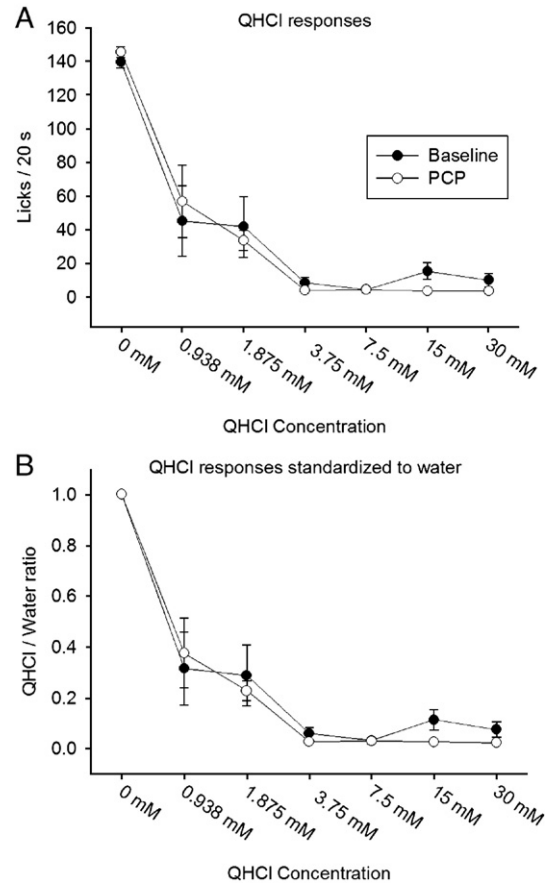 A
QHCl responses
160
140
120
100
80
60
40
20
0
Licks / 20 s
Baseline
PCP
0 mM
0.938 mM
1.875 mM
3.75 mM
7.5 mM
15 mM
30 mM
QHCl Concentration
B
QHCl responses standardized to water
1.0
0.8
0.6
0.4
0.2
0.0
QHCl / Water ratio
0 mM
0.938 mM
1.875 mM
3.75 mM
7.5 mM
15 mM
30 mM
QHCl Concentration